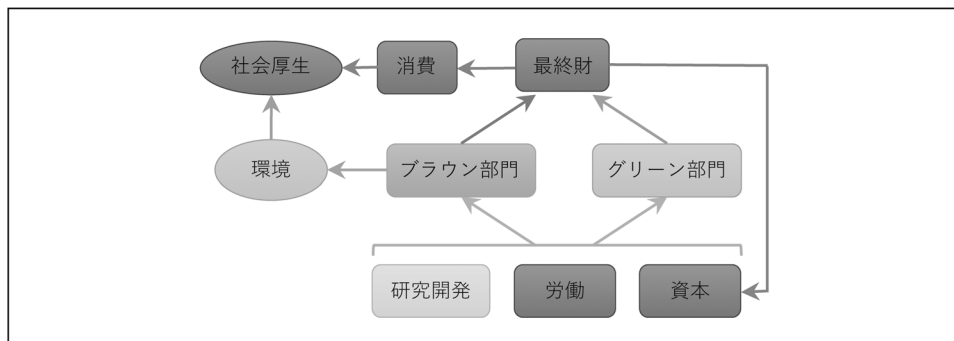 社会厚生
消費
最終財
環境
ブラウン部門
グリーン部門
研究開発
労働
資本